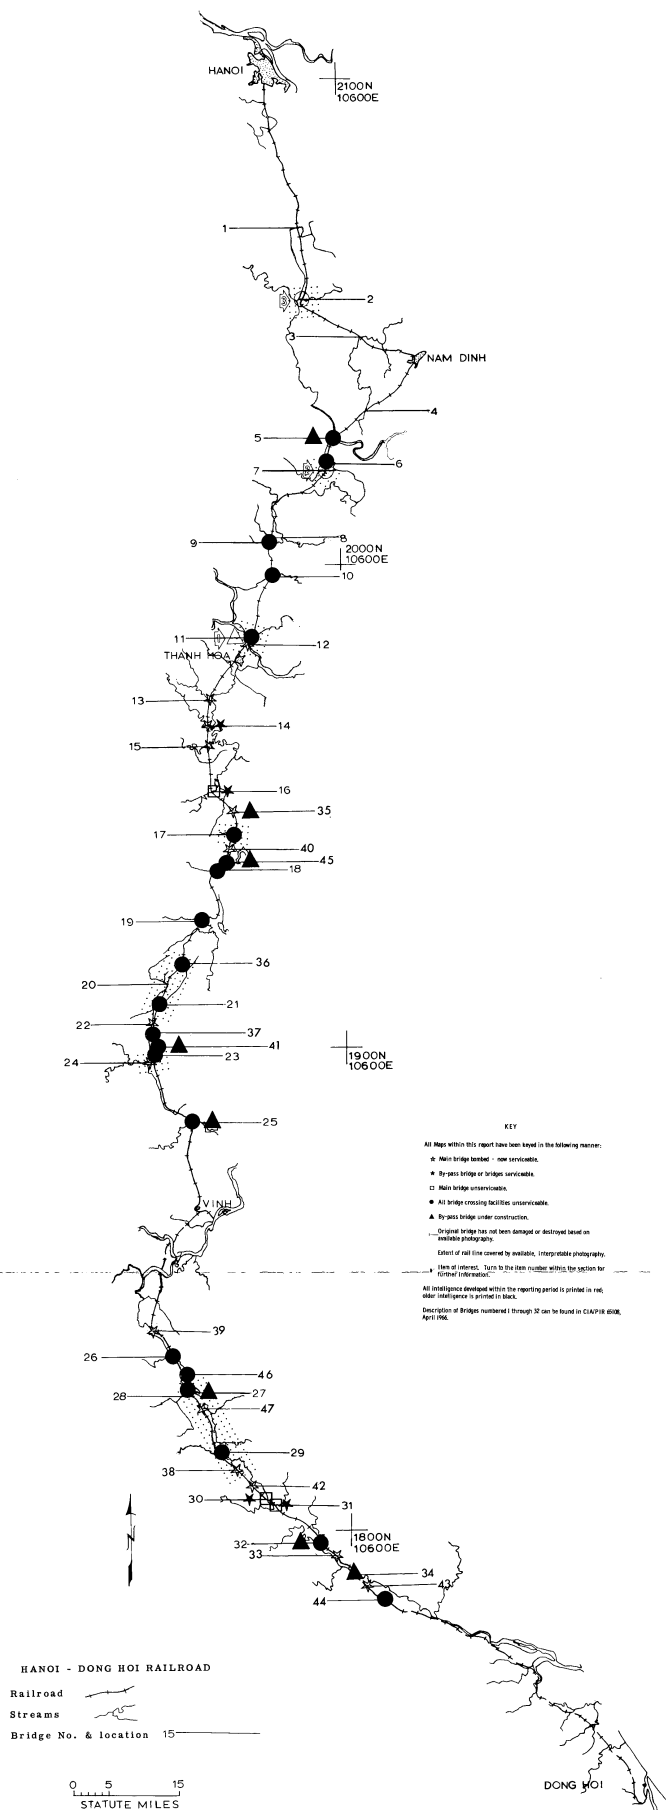 HANOI
2100N
10600E
1
2
3
NAM DINH
4
5
6
7
8
9
2000N
10600E
10
11
12
THANH HOA
13
14
15
16
35
17
40
45
18
19
36
20
21
22
37
41
23
24
1900N
10600E
25
KEY
All Maps within this report have been keyed in the following manner:
Main bridge bombed - now serviceable.
By-pass bridge or bridges serviceable.
Main bridge unserviceable.
All bridge crossing facilities unserviceable.
By-pass bridge under construction.
Original bridge has not been damaged or destroyed based on
available photography.
Extent of rail line covered by available, interpretable photography.
Item of interest. Turn to the item number within the section for
further information.
All intelligence developed within the reporting period is printed in red;
older intelligence is printed in black.
Description of Bridges numbered 1 through 32 can be found in CIA/PIR
April 1966.
VINH
39
26
46
27
28
47
29
38
42
30
31
1800N
10600E
32
33
34
43
44
N
HANOI - DONG HOI RAILROAD
Railroad
Streams
Bridge No. & location 15
DONG HOI
0 5 15
STATUTE MILES